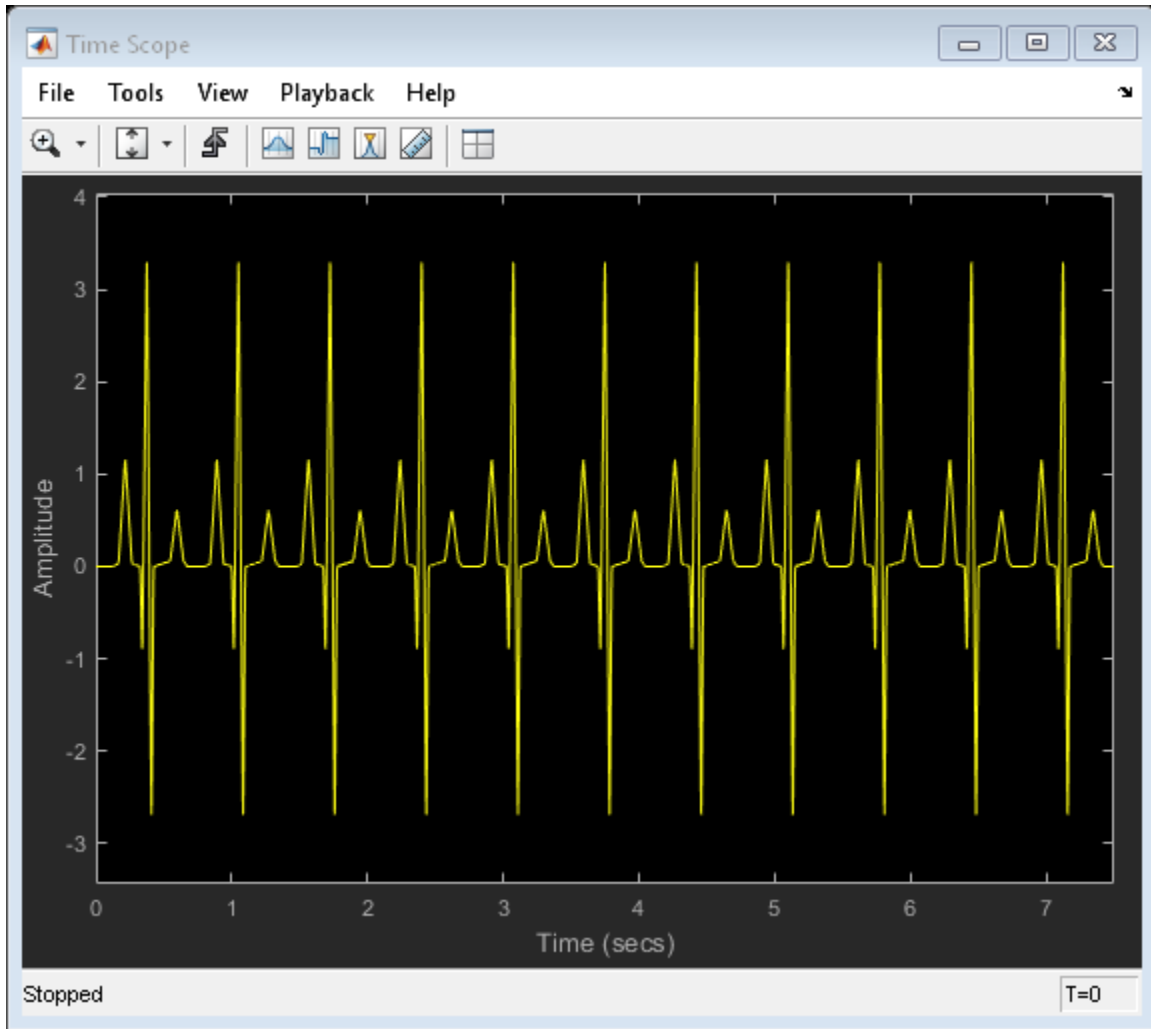 Time Scope
File Tools View Playback Help
4
3
2
1
0
-1
-2
-3
Amplitude
0 1 2 3 4 5 6 7
Time (secs)
Stopped T=0